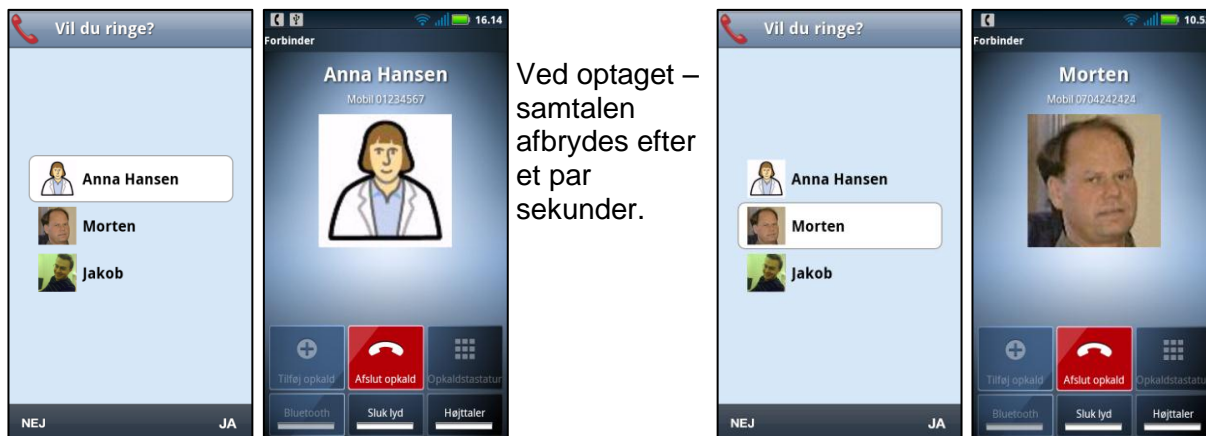 Vil du ringe?
Anna Hansen
Morten
Jakob
NEJ JA
16.14
Forbinder
Anna Hansen
Mobil 01234567
Tilføj opkald Afslut opkald Opkaldstastatur
Bluetooth Sluk lyd Højttaler
Ved optaget –
samtalen
afbrydes efter
et par
sekunder.
Vil du ringe?
Anna Hansen
Morten
Jakob
NEJ JA
Forbinder
Morten
Mobil 0704242424
Tilføj opkald Afslut opkald Opkaldstastatu
Bluetooth Sluk lyd Højttaler